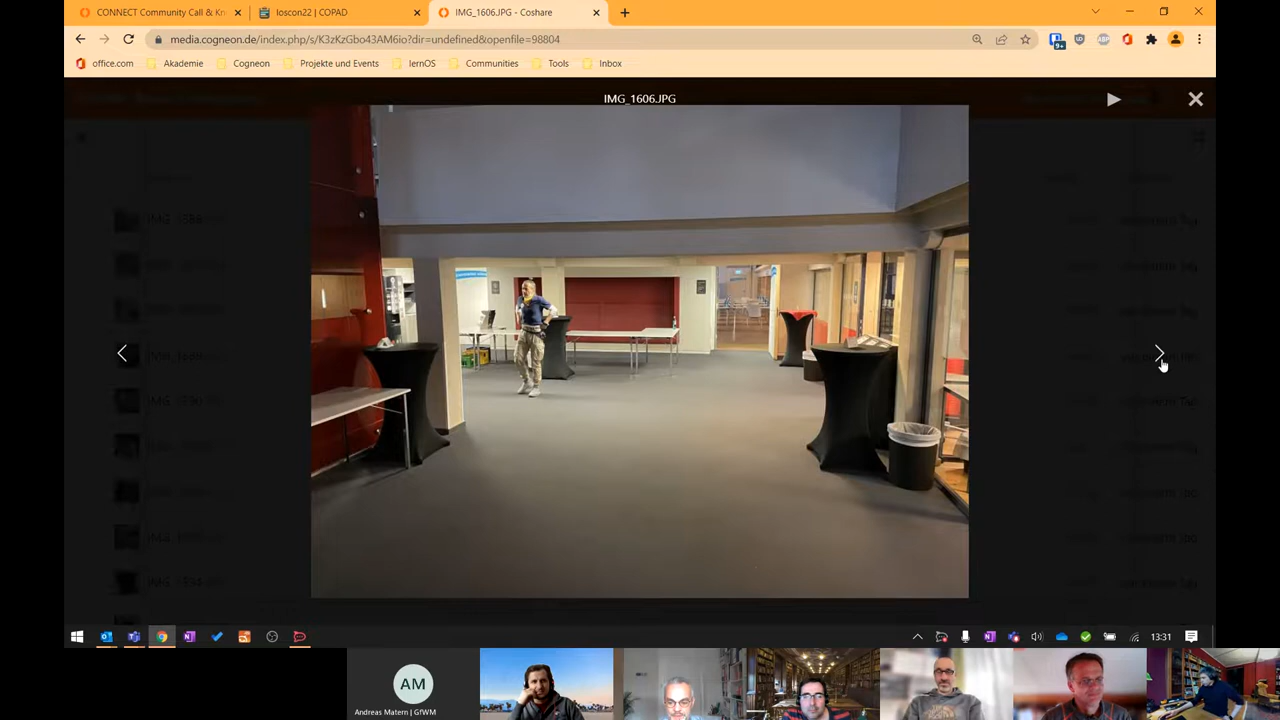 CONNECT Community Call & Kn
loscon22 | COPAD
IMG_1606.JPG - Coshare
media.cogneon.de/index.php/s/K3zKzGbo43AM6io?dir=undefined&openfile=98804
9+
office.com
Akademie
Cogneon
Projekte und Events
lernOS
Communities
Tools
Inbox
IMG_1606.JPG
13:31
AM
Andreas Matern | GfWM